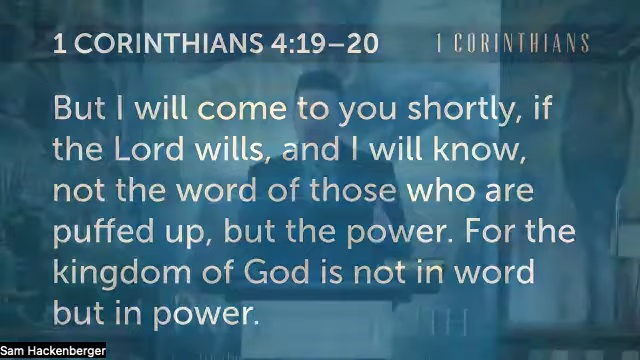 1 CORINTHIANS 4:19–20
1 CORINTHIANS
But I will come to you shortly, if
the Lord wills, and I will know,
not the word of those who are
puffed up, but the power. For the
kingdom of God is not in word
but in power.
Sam Hackenberger